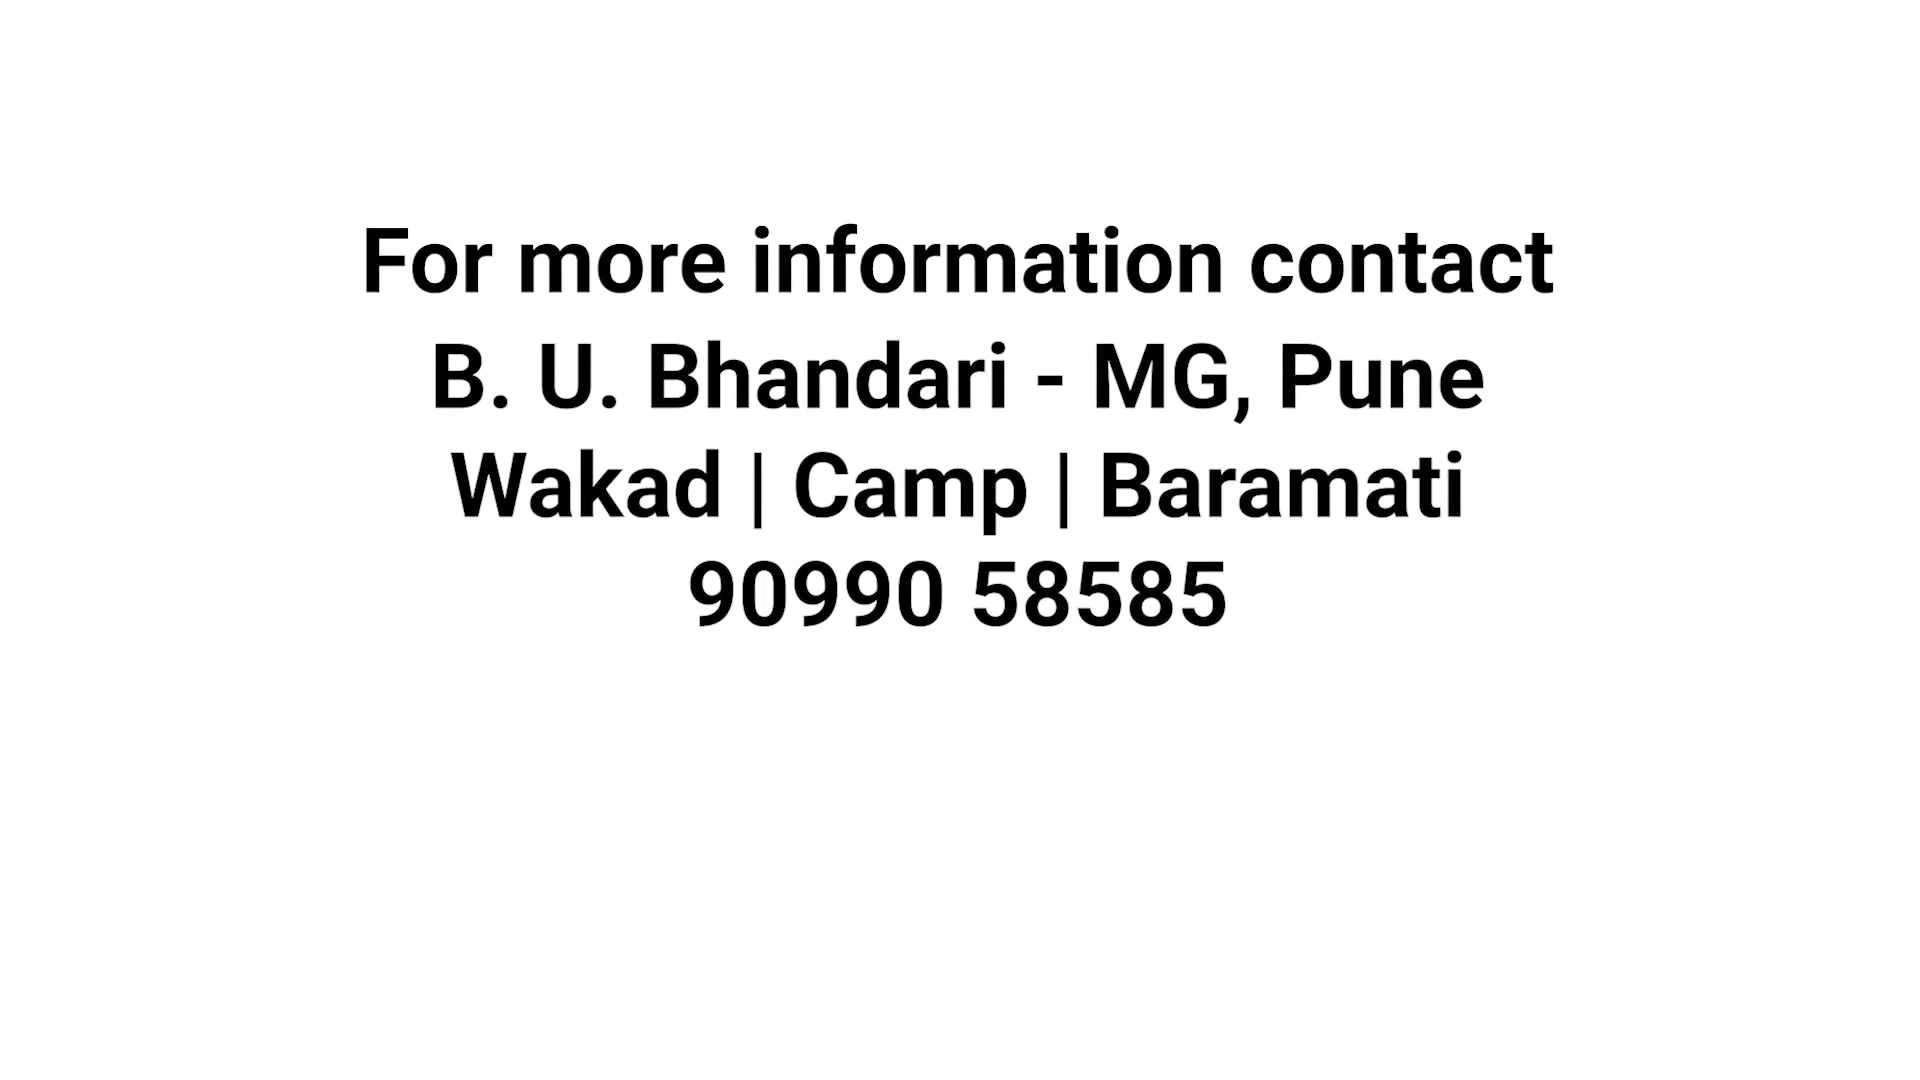 For more information contact
B. U. Bhandari - MG, Pune
Wakad | Camp | Baramati
90990 58585